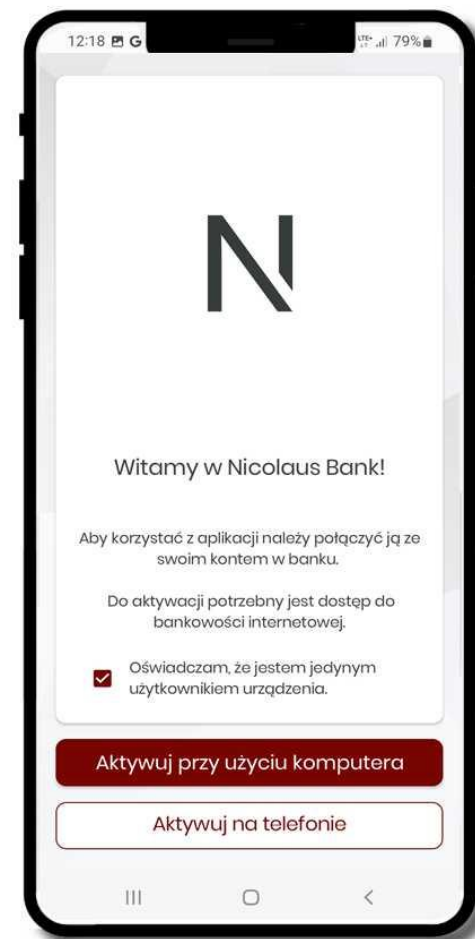 12:18 G LTE+ 79%
N
Witamy w Nicolaus Bank!
Aby korzystać z aplikacji należy połączyć ją ze
swoim kontem w banku.
Do aktywacji potrzebny jest dostęp do
bankowości internetowej.
Oświadczam, że jestem jedynym
użytkownikiem urządzenia.
Aktywuj przy użyciu komputera
Aktywuj na telefonie